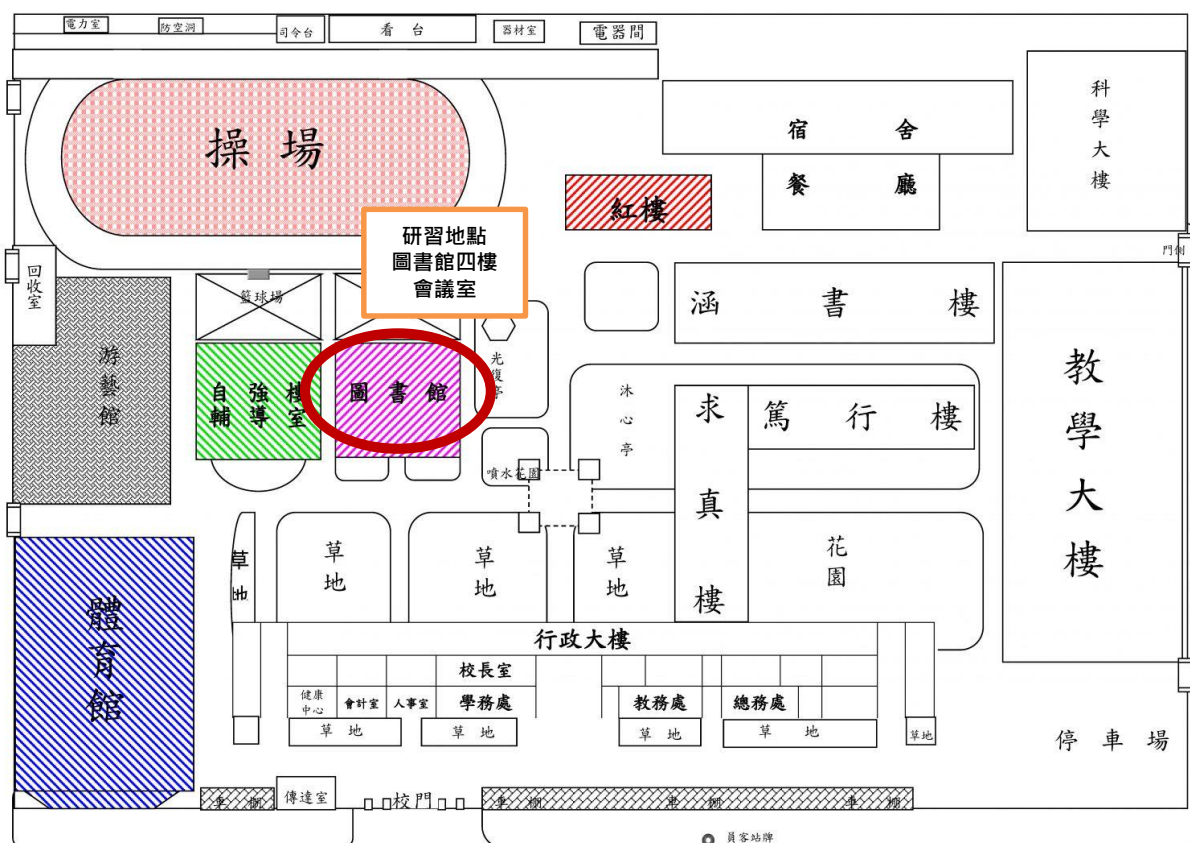 電力室
防空洞
司令台
看台
器材室
電器間
操場
宿舍
餐廳
科學大樓
紅樓
研習地點
圖書館四樓
會議室
門側
回收室
籃球場
涵書樓
游藝館
自強樓
輔導室
圖書館
光復亭
沐心亭
求真樓
篤行樓
教學大樓
噴水花園
草地
草地
草地
草地
花園
體育館
行政大樓
校長室
健康中心
會計室
人事室
學務處
教務處
總務處
草地
草地
草地
草地
草地
停車場
車棚
傳達室
校門
車棚
車棚
車棚
員客站牌